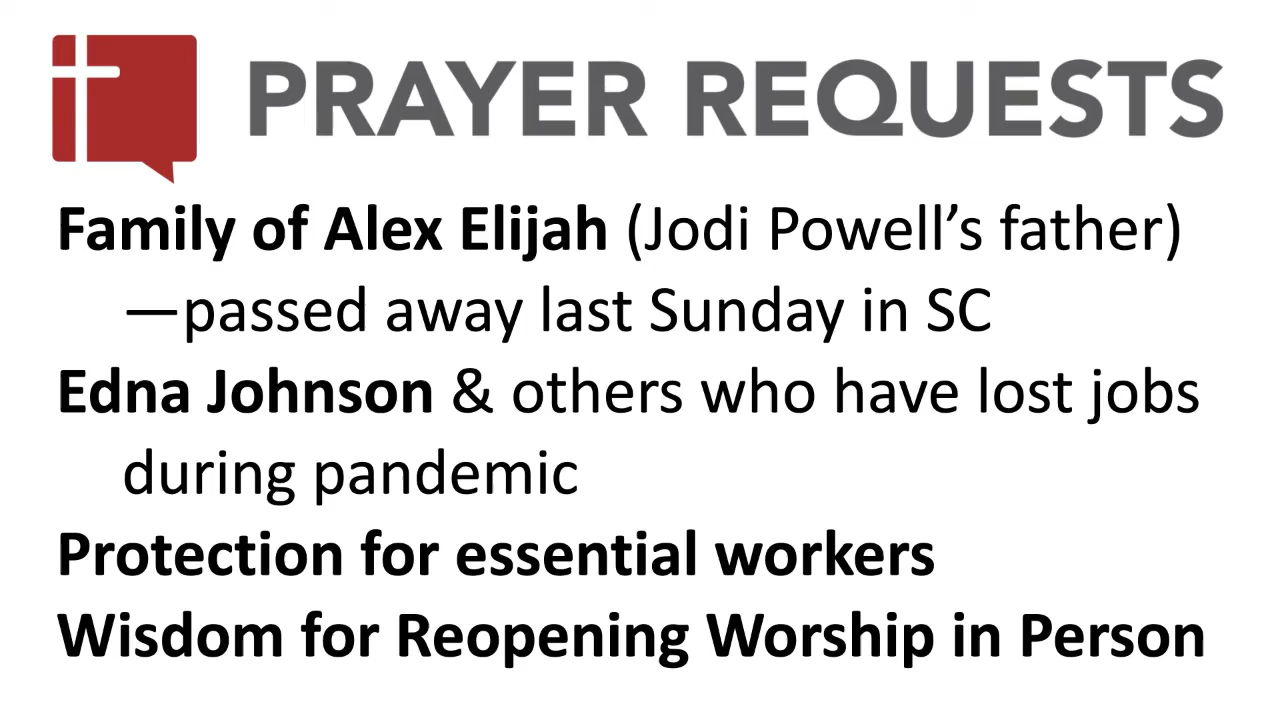 PRAYER REQUESTS
Family of Alex Elijah (Jodi Powell’s father)
—passed away last Sunday in SC
Edna Johnson & others who have lost jobs
during pandemic
Protection for essential workers
Wisdom for Reopening Worship in Person